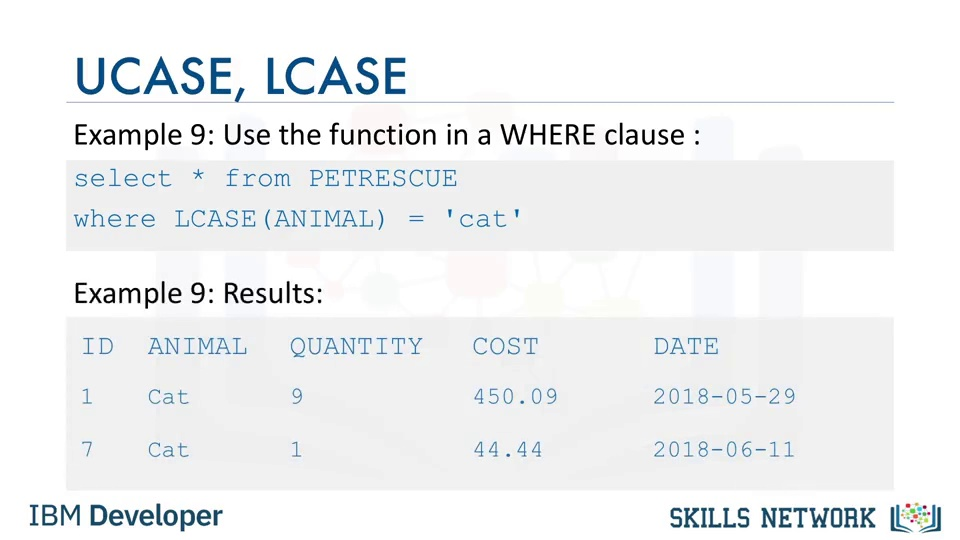 UCASE, LCASE
Example 9: Use the function in a WHERE clause :
select * from PETRESCUE
where LCASE(ANIMAL) = 'cat'
Example 9: Results:
ID ANIMAL QUANTITY COST DATE
1 Cat 9 450.09 2018-05-29
7 Cat 1 44.44 2018-06-11
IBM Developer
SKILLS NETWORK